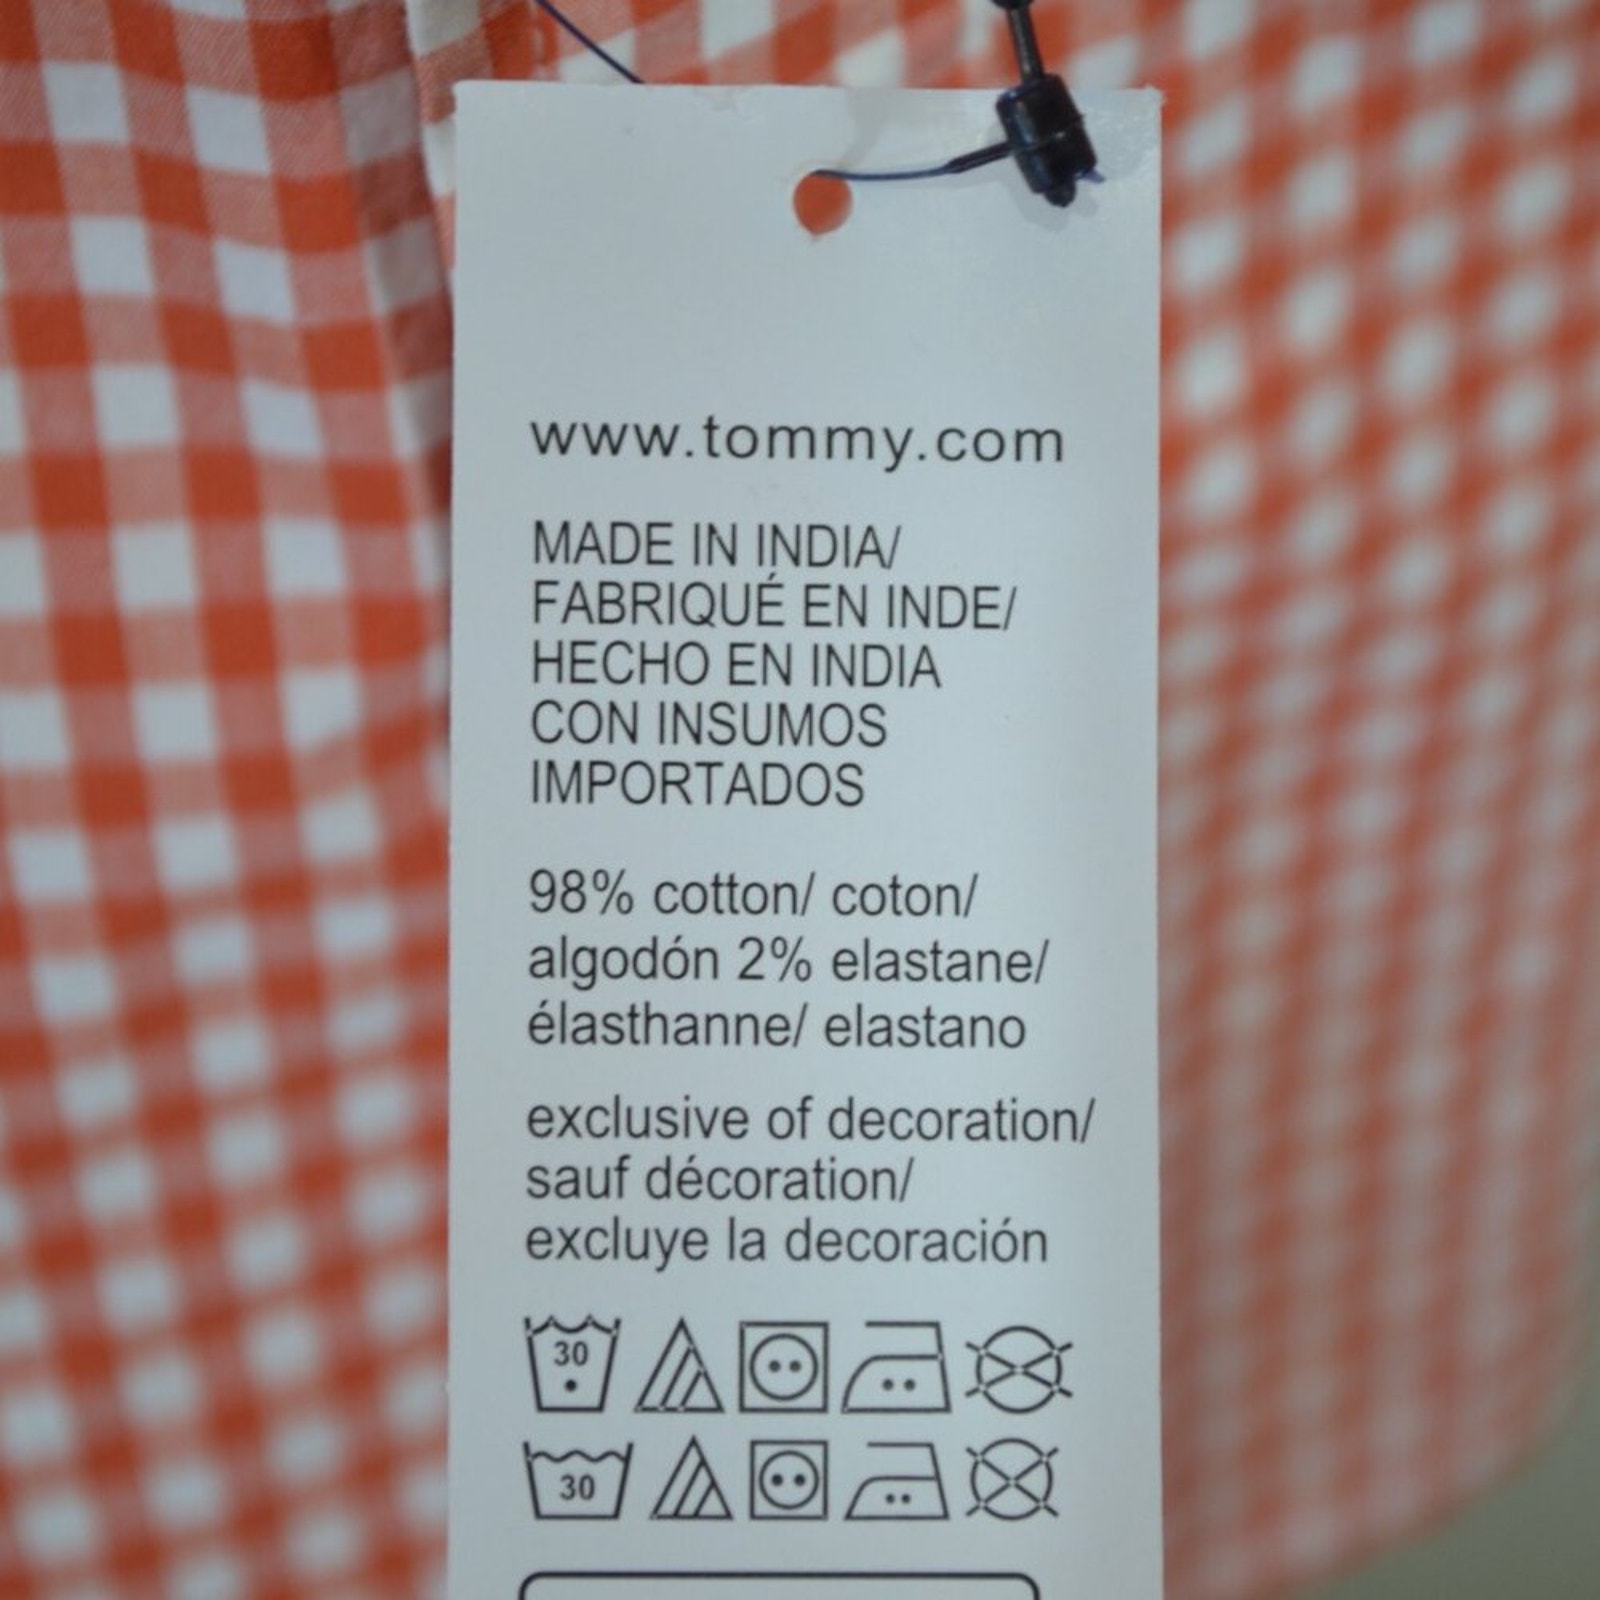 www.tommy.com
MADE IN INDIA/
FABRIQUÉ EN INDE/
HECHO EN INDIA
CON INSUMOS
IMPORTADOS
98% cotton/ coton/
algodón 2% elastane/
élasthanne/ elastano
exclusive of decoration/
sauf décoration/
excluye la decoración
30
30